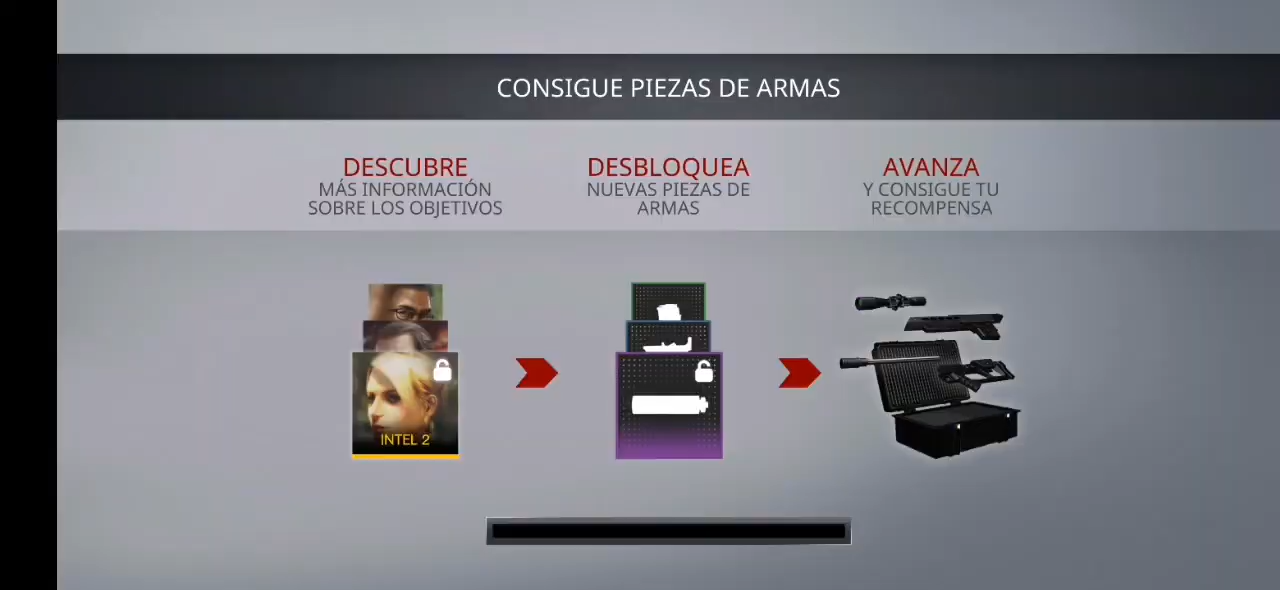 CONSIGUE PIEZAS DE ARMAS
DESCUBRE
MÁS INFORMACIÓN
SOBRE LOS OBJETIVOS
DESBLOQUEA
NUEVAS PIEZAS DE
ARMAS
AVANZA
Y CONSIGUE TU
RECOMPENSA
INTEL 2